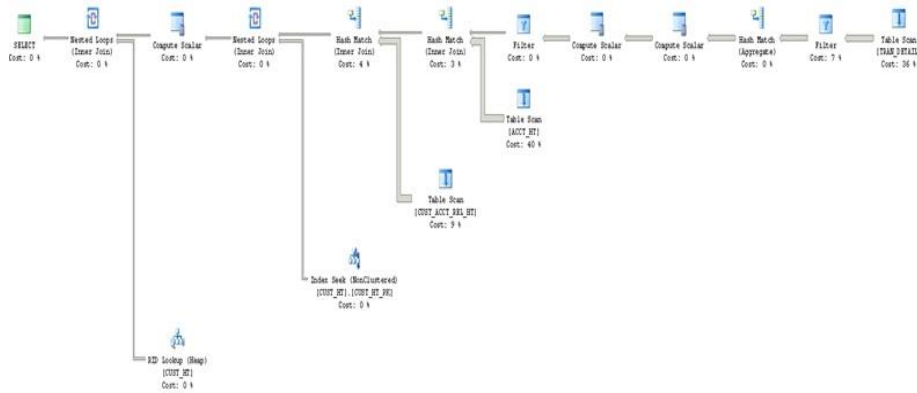 SELECT
Cost: 0 %
Nested Loops
(Inner Join)
Cost: 0 %
Compute Scalar
Cost: 0 %
Nested Loops
(Inner Join)
Cost: 0 %
Hash Match
(Inner Join)
Cost: 4 %
Hash Match
(Inner Join)
Cost: 3 %
Filter
Cost: 0 %
Compute Scalar
Cost: 0 %
Compute Scalar
Cost: 0 %
Hash Match
(Aggregate)
Cost: 0 %
Filter
Cost: 7 %
Table Scan
Cost: 36 %
Table Scan
[ACCT_HT]
Cost: 40 %
Table Scan
[CUST_ACCT_REL_HT]
Cost: 9 %
Index Seek (NonClustered)
[CUST_HT].[CUST_HT_PK]
Cost: 0 %
RID Lookup (Heap)
[CUST_HT]
Cost: 0 %